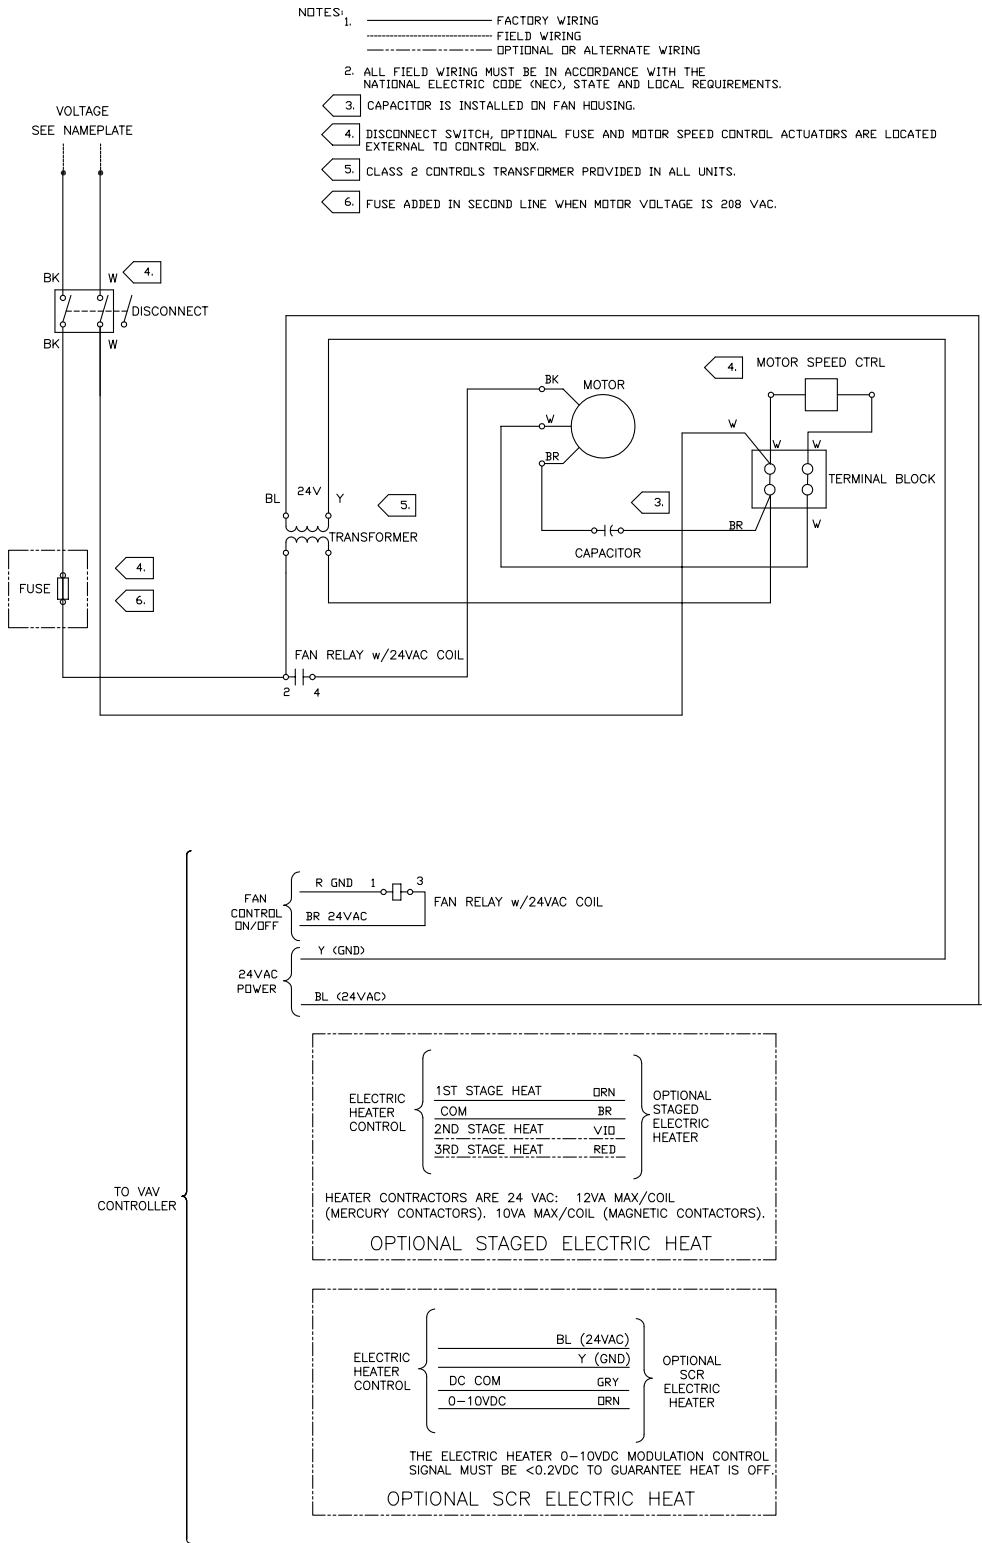 NOTES:
1. FACTORY WIRING
FIELD WIRING
OPTIONAL OR ALTERNATE WIRING
2. ALL FIELD WIRING MUST BE IN ACCORDANCE WITH THE
NATIONAL ELECTRIC CODE (NEC), STATE AND LOCAL REQUIREMENTS.
3. CAPACITOR IS INSTALLED ON FAN HOUSING.
4. DISCONNECT SWITCH, OPTIONAL FUSE AND MOTOR SPEED CONTROL ACTUATORS ARE LOCATED
EXTERNAL TO CONTROL BOX.
5. CLASS 2 CONTROLS TRANSFORMER PROVIDED IN ALL UNITS.
6. FUSE ADDED IN SECOND LINE WHEN MOTOR VOLTAGE IS 208 VAC.
VOLTAGE
SEE NAMEPLATE
BK
W
4.
DISCONNECT
BK
W
4.
MOTOR SPEED CTRL
BK
MOTOR
W
W
W
W
BR
TERMINAL BLOCK
BL
24V
Y
5.
3.
BR
W
TRANSFORMER
CAPACITOR
FUSE
4.
6.
FAN RELAY w/24VAC COIL
2
4
FAN
CONTROL
ON/OFF
R GND
1
3
FAN RELAY w/24VAC COIL
BR 24VAC
24VAC
POWER
Y (GND)
BL (24VAC)
TO VAV
CONTROLLER
ELECTRIC
HEATER
CONTROL
1ST STAGE HEAT ORN
COM BR
2ND STAGE HEAT VIO
3RD STAGE HEAT RED
OPTIONAL
STAGED
ELECTRIC
HEATER
HEATER CONTRACTORS ARE 24 VAC: 12VA MAX/COIL
(MERCURY CONTACTORS). 10VA MAX/COIL (MAGNETIC CONTACTORS).
OPTIONAL STAGED ELECTRIC HEAT
ELECTRIC
HEATER
CONTROL
BL (24VAC)
Y (GND)
DC COM GRY
0-10VDC ORN
OPTIONAL
SCR
ELECTRIC
HEATER
THE ELECTRIC HEATER 0-10VDC MODULATION CONTROL
SIGNAL MUST BE <0.2VDC TO GUARANTEE HEAT IS OFF.
OPTIONAL SCR ELECTRIC HEAT